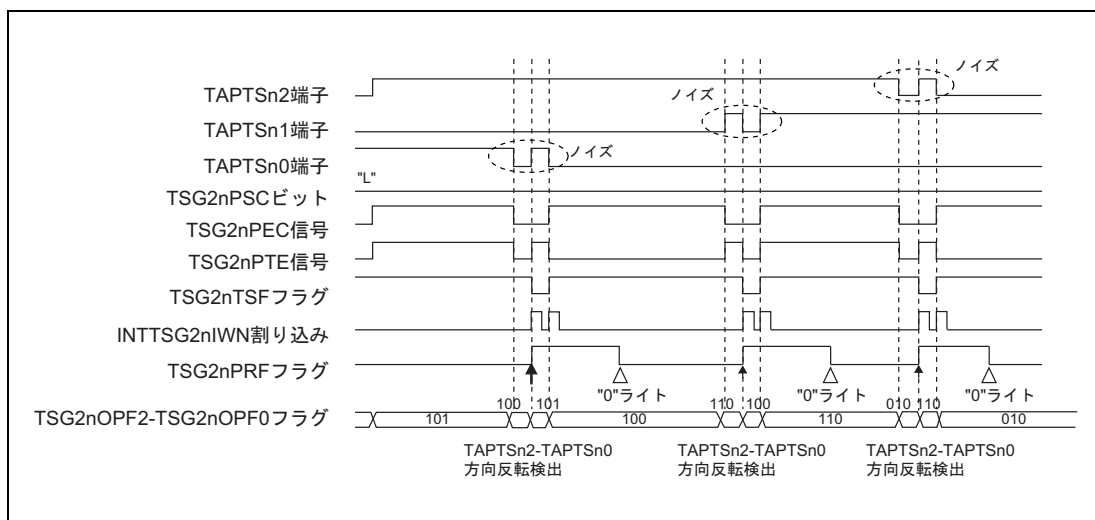 ノイズ
TAPTSn2端子
ノイズ
TAPTSn1端子
ノイズ
TAPTSn0端子
"L"
TSG2nPSCビット
TSG2nPEC信号
TSG2nPTE信号
TSG2nTSFフラグ
INTTSG2nIWN割り込み
TSG2nPRFフラグ
"0"ライト "0"ライト "0"ライト
100 101 110 100 010 110
TSG2nOPF2-TSG2nOPF0フラグ 101 100 110 010
TAPTSn2-TAPTSn0 TAPTSn2-TAPTSn0 TAPTSn2-TAPTSn0
方向反転検出 方向反転検出 方向反転検出